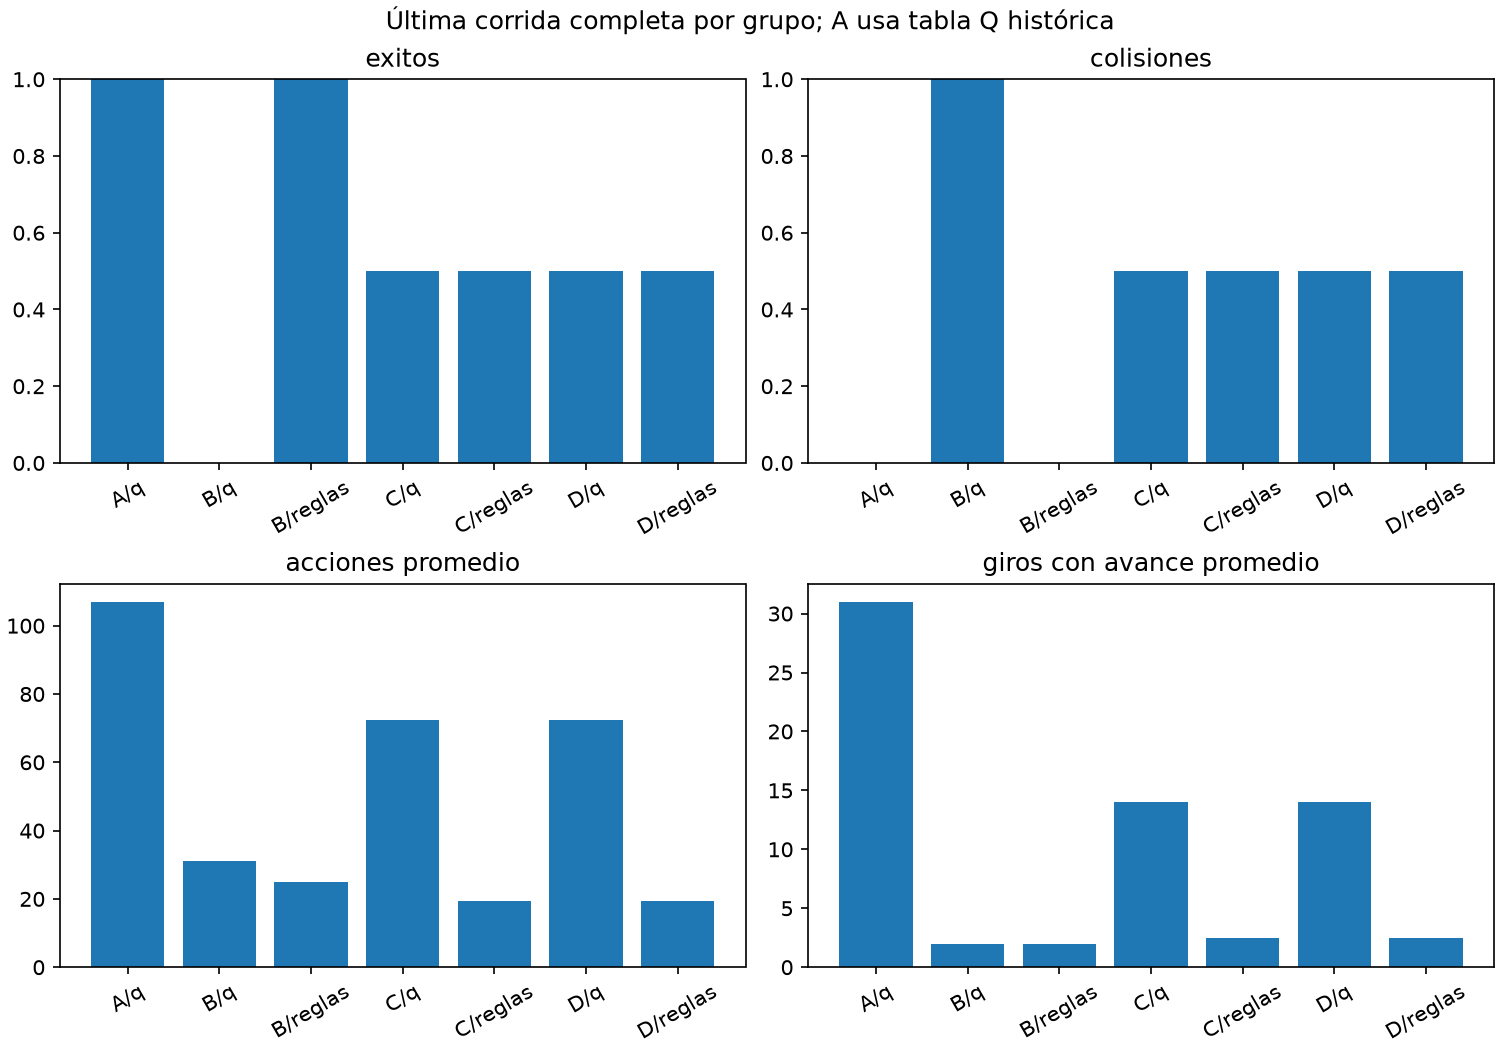 Última corrida completa por grupo; A usa tabla Q histórica
exitos
1.0
0.8
0.6
0.4
0.2
0.0
A/q B/q B/reglas C/q C/reglas D/q D/reglas
colisiones
1.0
0.8
0.6
0.4
0.2
0.0
A/q B/q B/reglas C/q C/reglas D/q D/reglas
acciones promedio
100
80
60
40
20
0
A/q B/q B/reglas C/q C/reglas D/q D/reglas
giros con avance promedio
30
25
20
15
10
5
0
A/q B/q B/reglas C/q C/reglas D/q D/reglas